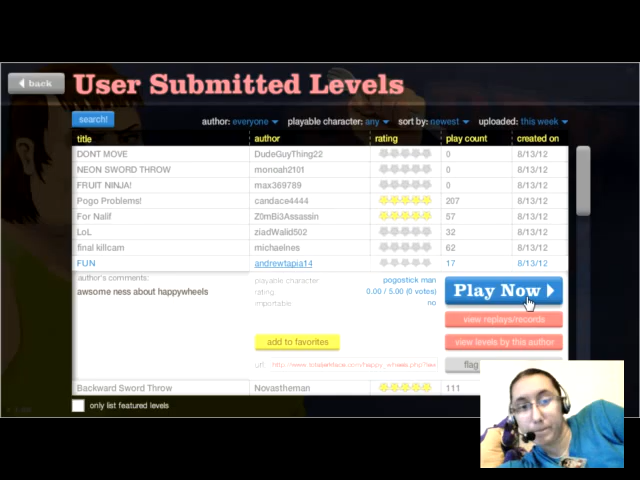 back
User Submitted Levels
search!
author: everyone playable character: any sort by: newest uploaded: this week
title author rating play count created on
DONT MOVE DudeGuyThing22 0 8/13/12
NEON SWORD THROW monoah2101 0 8/13/12
FRUIT NINJA! max369789 0 8/13/12
Pogo Problems! candace4444 207 8/13/12
For Nalif Z0mBi3Assassin 57 8/13/12
LoL ziadWalid502 32 8/13/12
final killcam michaelnes 62 8/13/12
FUN andrewtapia14 17 8/13/12
author's comments:
awsome ness about happywheels
playable character pogostick man
rating 0.00 / 5.00 (0 votes)
importable: no
Play Now
view replays/records
add to favorites
view levels by this author
url:
flag
Backward Sword Throw Novastheman 111
only list featured levels